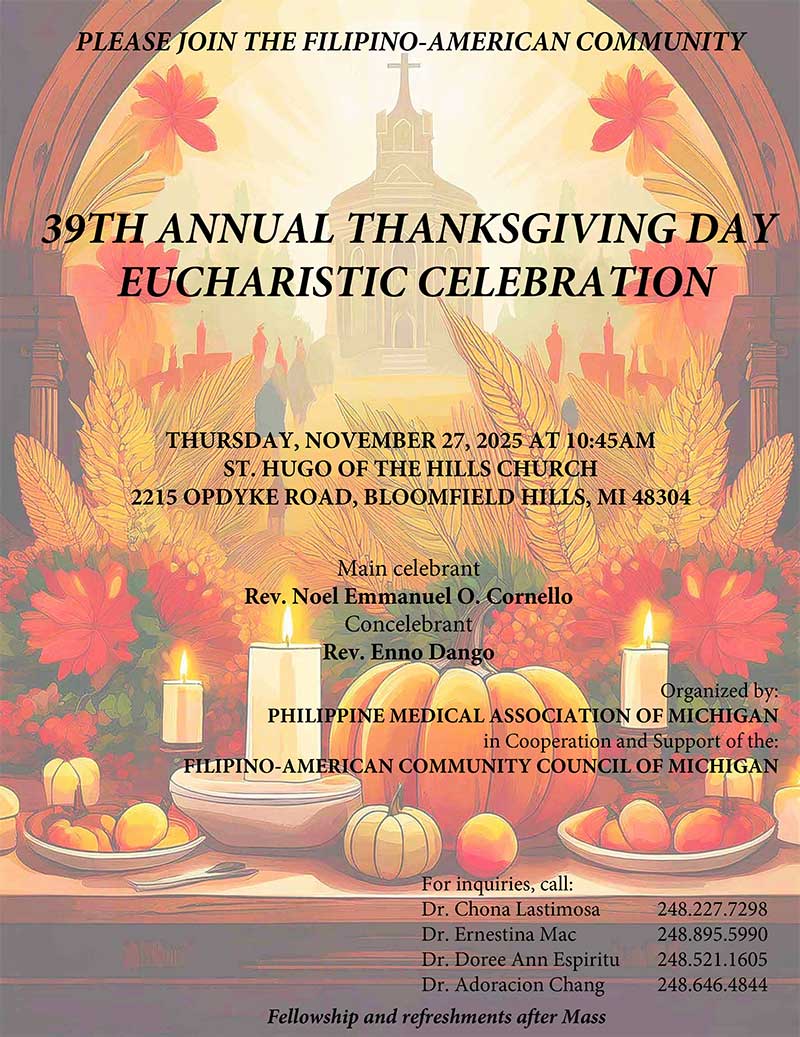 PLEASE JOIN THE FILIPINO-AMERICAN COMMUNITY
39TH ANNUAL THANKSGIVING DAY
EUCHARISTIC CELEBRATION
THURSDAY, NOVEMBER 27, 2025 AT 10:45AM
ST. HUGO OF THE HILLS CHURCH
2215 OPDYKE ROAD, BLOOMFIELD HILLS, MI 48304
Main celebrant
Rev. Noel Emmanuel O. Cornello
Concelebrant
Rev. Enno Dango
Organized by:
PHILIPPINE MEDICAL ASSOCIATION OF MICHIGAN
in Cooperation and Support of the:
FILIPINO-AMERICAN COMMUNITY COUNCIL OF MICHIGAN
For inquiries, call:
Dr. Chona Lastimosa 248.227.7298
Dr. Ernestina Mac 248.895.5990
Dr. Doree Ann Espiritu 248.521.1605
Dr. Adoracion Chang 248.646.4844
Fellowship and refreshments after Mass